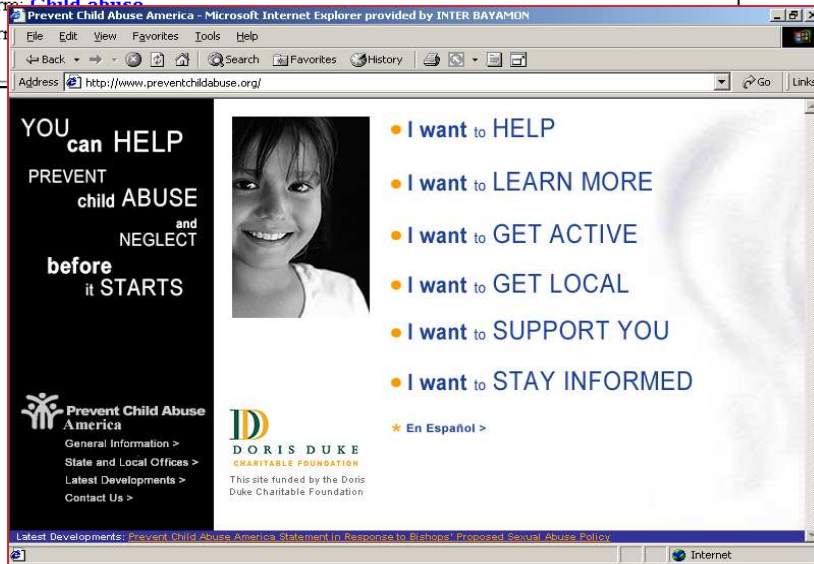 Child abuse
Prevent Child Abuse America - Microsoft Internet Explorer provided by INTER BAYAMON
File Edit View Favorites Tools Help
Back Search Favorites History
Address http://www.preventchildabuse.org/ Go Links
YOU
can HELP
PREVENT
child ABUSE
and
NEGLECT
before
it STARTS
Prevent Child Abuse
America
General Information >
State and Local Offices >
Latest Developments >
Contact Us >
DORIS DUKE
CHARITABLE FOUNDATION
This site funded by the Doris
Duke Charitable Foundation
I want to HELP
I want to LEARN MORE
I want to GET ACTIVE
I want to GET LOCAL
I want to SUPPORT YOU
I want to STAY INFORMED
* En Español >
Latest Developments: Prevent Child Abuse America Statement in Response to Bishops' Proposed Sexual Abuse Policy
Internet